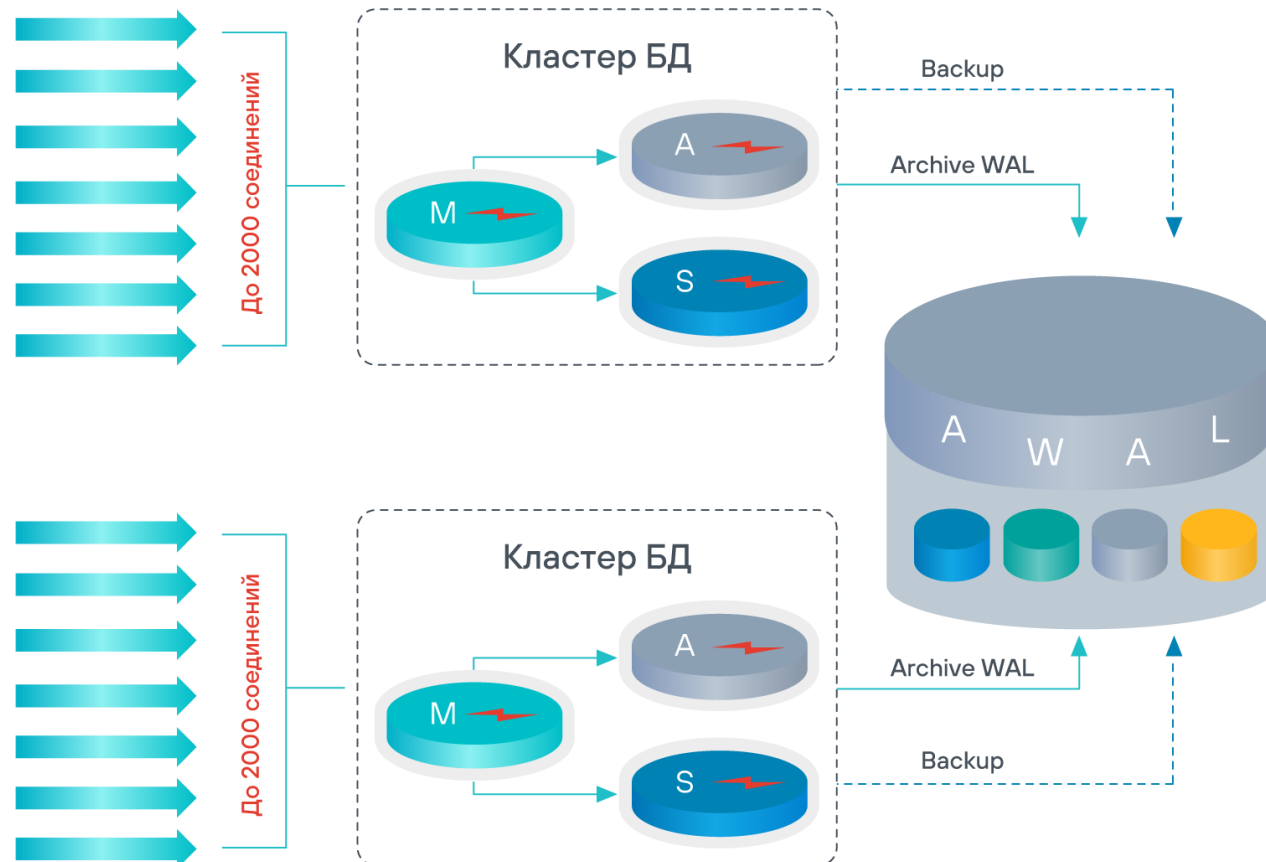 Кластер БД
До 2000 соединений
M
A
S
Backup
Archive WAL
A W A L
Кластер БД
До 2000 соединений
M
A
S
Archive WAL
Backup